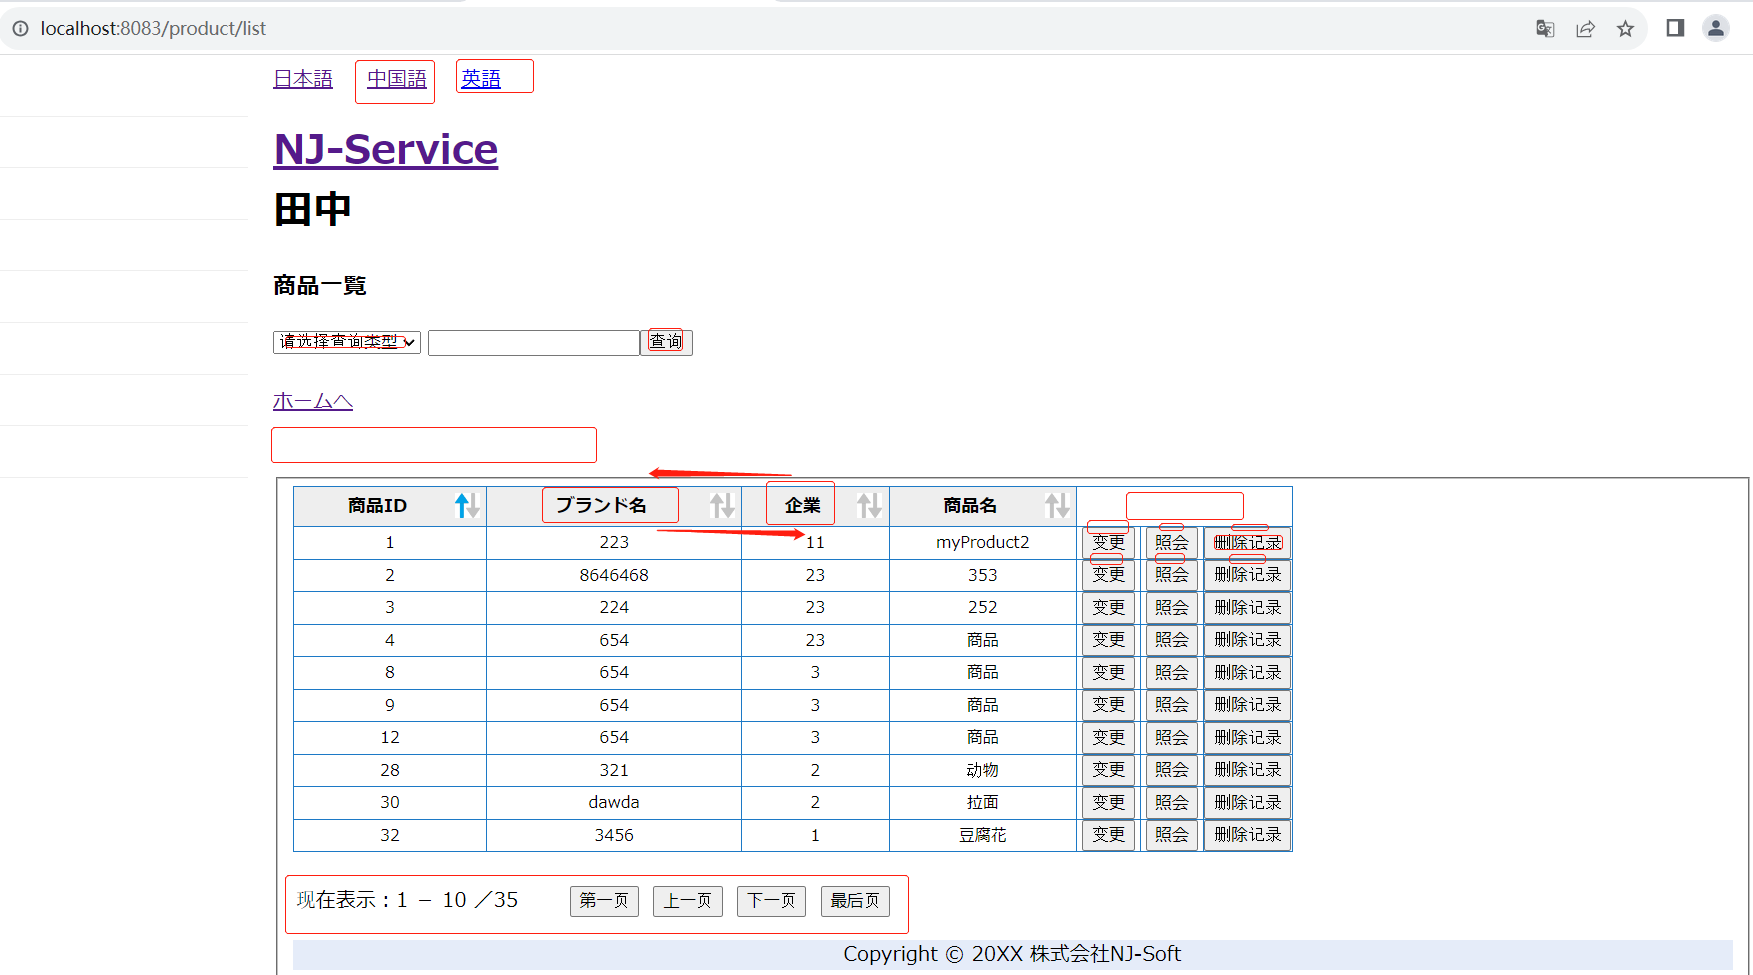 localhost:8083/product/list
日本語 中国語 英語
NJ-Service
田中
商品一覧
请选择查询类型 查询
ホームへ
商品ID ブランド名 企業 商品名
1 223 11 myProduct2 变更 照会 删除记录
2 8646468 23 353 变更 照会 删除记录
3 224 23 252 变更 照会 删除记录
4 654 23 商品 变更 照会 删除记录
8 654 3 商品 变更 照会 删除记录
9 654 3 商品 变更 照会 删除记录
12 654 3 商品 变更 照会 删除记录
28 321 2 动物 变更 照会 删除记录
30 dawda 2 拉面 变更 照会 删除记录
32 3456 1 豆腐花 变更 照会 删除记录
现在表示：1 － 10 ／35 第一页 上一页 下一页 最后页
Copyright © 20XX 株式会社NJ-Soft